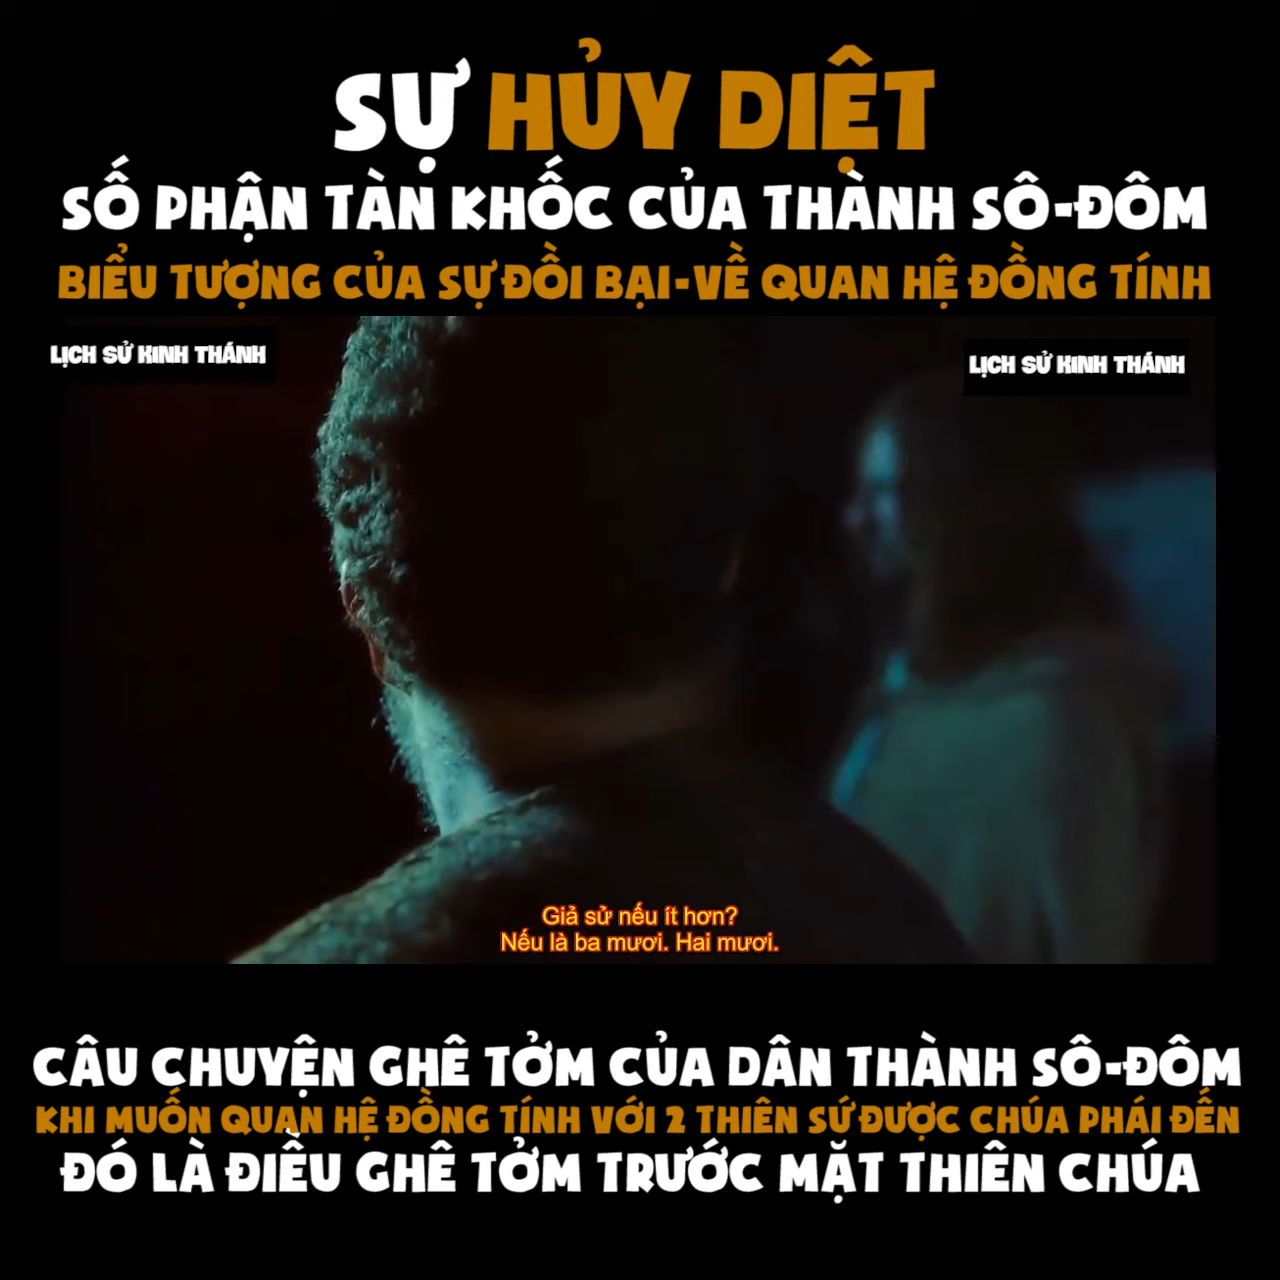 SỰ HỦY DIỆT
SỐ PHẬN TÀN KHỐC CỦA THÀNH SÔ-ĐÔM
BIỂU TƯỢNG CỦA SỰ ĐỒI BẠI-VỀ QUAN HỆ ĐỒNG TÍNH
LỊCH SỬ KINH THÁNH
LỊCH SỬ KINH THÁNH
Giả sử nếu ít hơn?
Nếu là ba mươi. Hai mươi.
CÂU CHUYỆN GHÊ TỞM CỦA DÂN THÀNH SÔ-ĐÔM
KHI MUỐN QUAN HỆ ĐỒNG TÍNH VỚI 2 THIÊN SỨ ĐƯỢC CHÚA PHÁI ĐẾN
ĐÓ LÀ ĐIỀU GHÊ TỞM TRƯỚC MẶT THIÊN CHÚA